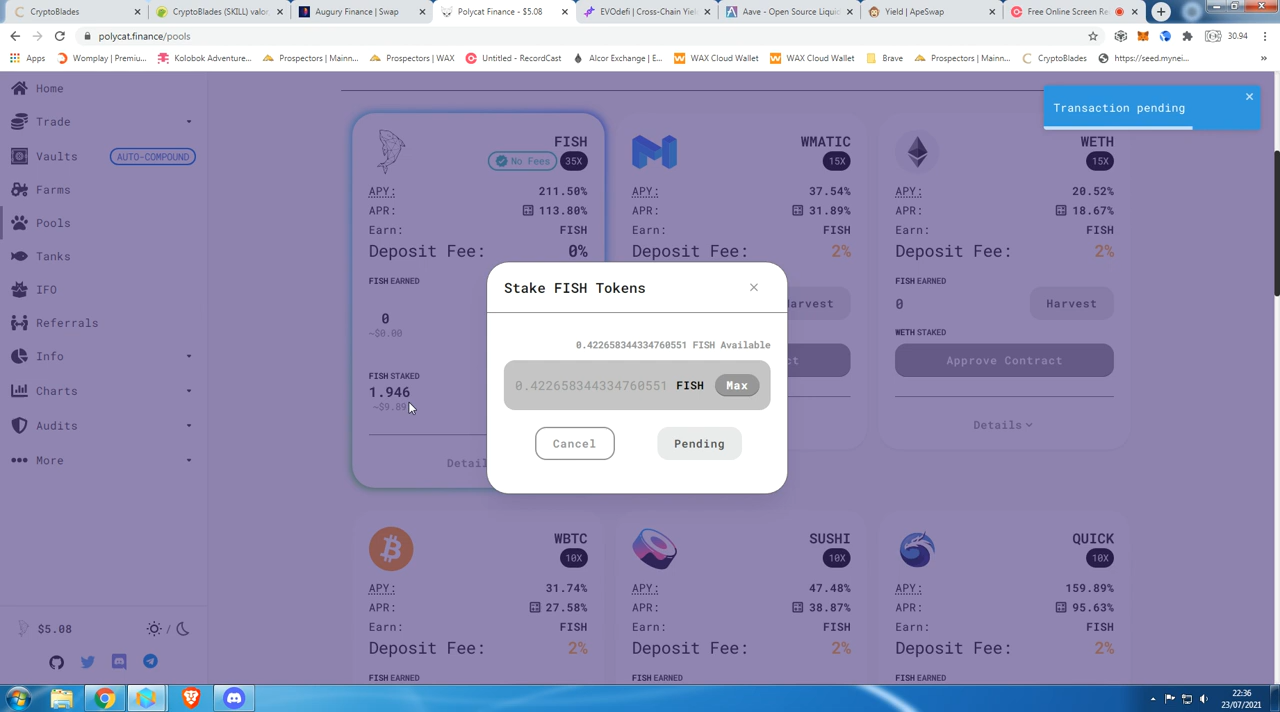 CryptoBlades
CryptoBlades (SKILL) valor
Augury Finance | Swap
Polycat Finance - $5.08
EVOdefi | Cross-Chain Yiel
Aave - Open Source Liquid
Yield | ApeSwap
Free Online Screen Re
polycat.finance/pools
30.94
Apps
Womplay | Premiu...
Kolobok Adventure...
Prospectors | Mainn...
Prospectors | WAX
Untitled - RecordCast
Alcor Exchange | E...
WAX Cloud Wallet
WAX Cloud Wallet
Brave
Prospectors | Mainn...
CryptoBlades
https://seed.mynei...
Home
Trade
Vaults
AUTO-COMPOUND
Farms
Pools
Tanks
IFO
Referrals
Info
Charts
Audits
More
$5.08
/
Transaction pending
FISH
No Fees
35X
APY:
211.50%
APR:
113.80%
Earn:
FISH
Deposit Fee:
0%
FISH EARNED
0
~$0.00
FISH STAKED
1.946
~$9.89
Detail
WMATIC
15X
APY:
37.54%
APR:
31.89%
Earn:
FISH
Deposit Fee:
2%
Harvest
ct
WETH
15X
APY:
20.52%
APR:
18.67%
Earn:
FISH
Deposit Fee:
2%
FISH EARNED
0
Harvest
WETH STAKED
Approve Contract
Details
Stake FISH Tokens
0.422658344334760551 FISH Available
0.422658344334760551
FISH
Max
Cancel
Pending
WBTC
10X
APY:
31.74%
APR:
27.58%
Earn:
FISH
Deposit Fee:
2%
FISH EARNED
SUSHI
10X
APY:
47.48%
APR:
38.87%
Earn:
FISH
Deposit Fee:
2%
FISH EARNED
QUICK
10X
APY:
159.89%
APR:
95.63%
Earn:
FISH
Deposit Fee:
2%
FISH EARNED
22:36
23/07/2021